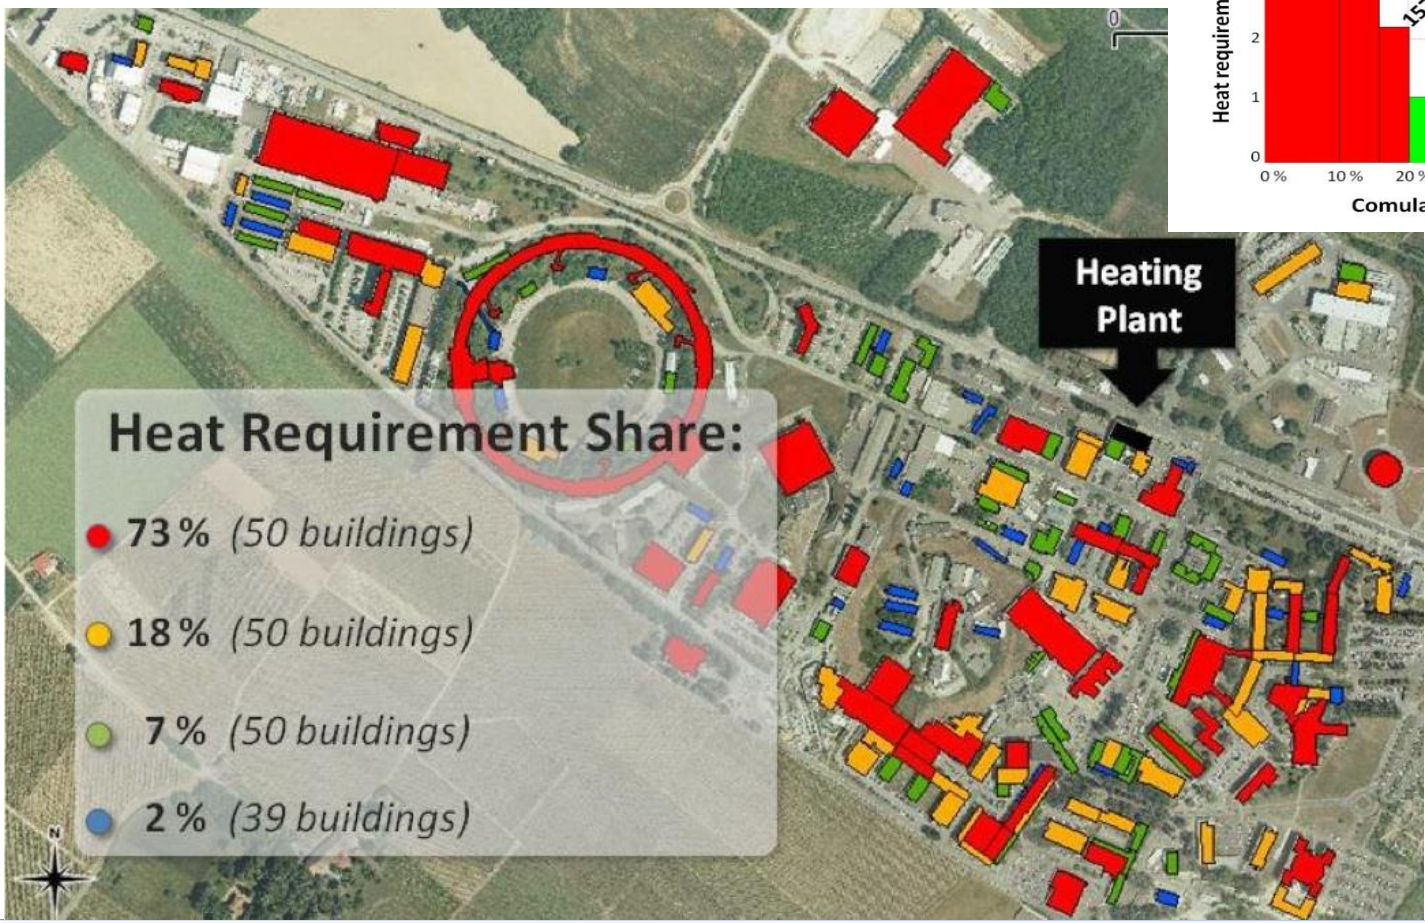 0
Heat requirem
2
15
1
0
0 %
10 %
20 %
Comula
Heating
Plant
Heat Requirement Share:
73 % (50 buildings)
18 % (50 buildings)
7 % (50 buildings)
2 % (39 buildings)
N